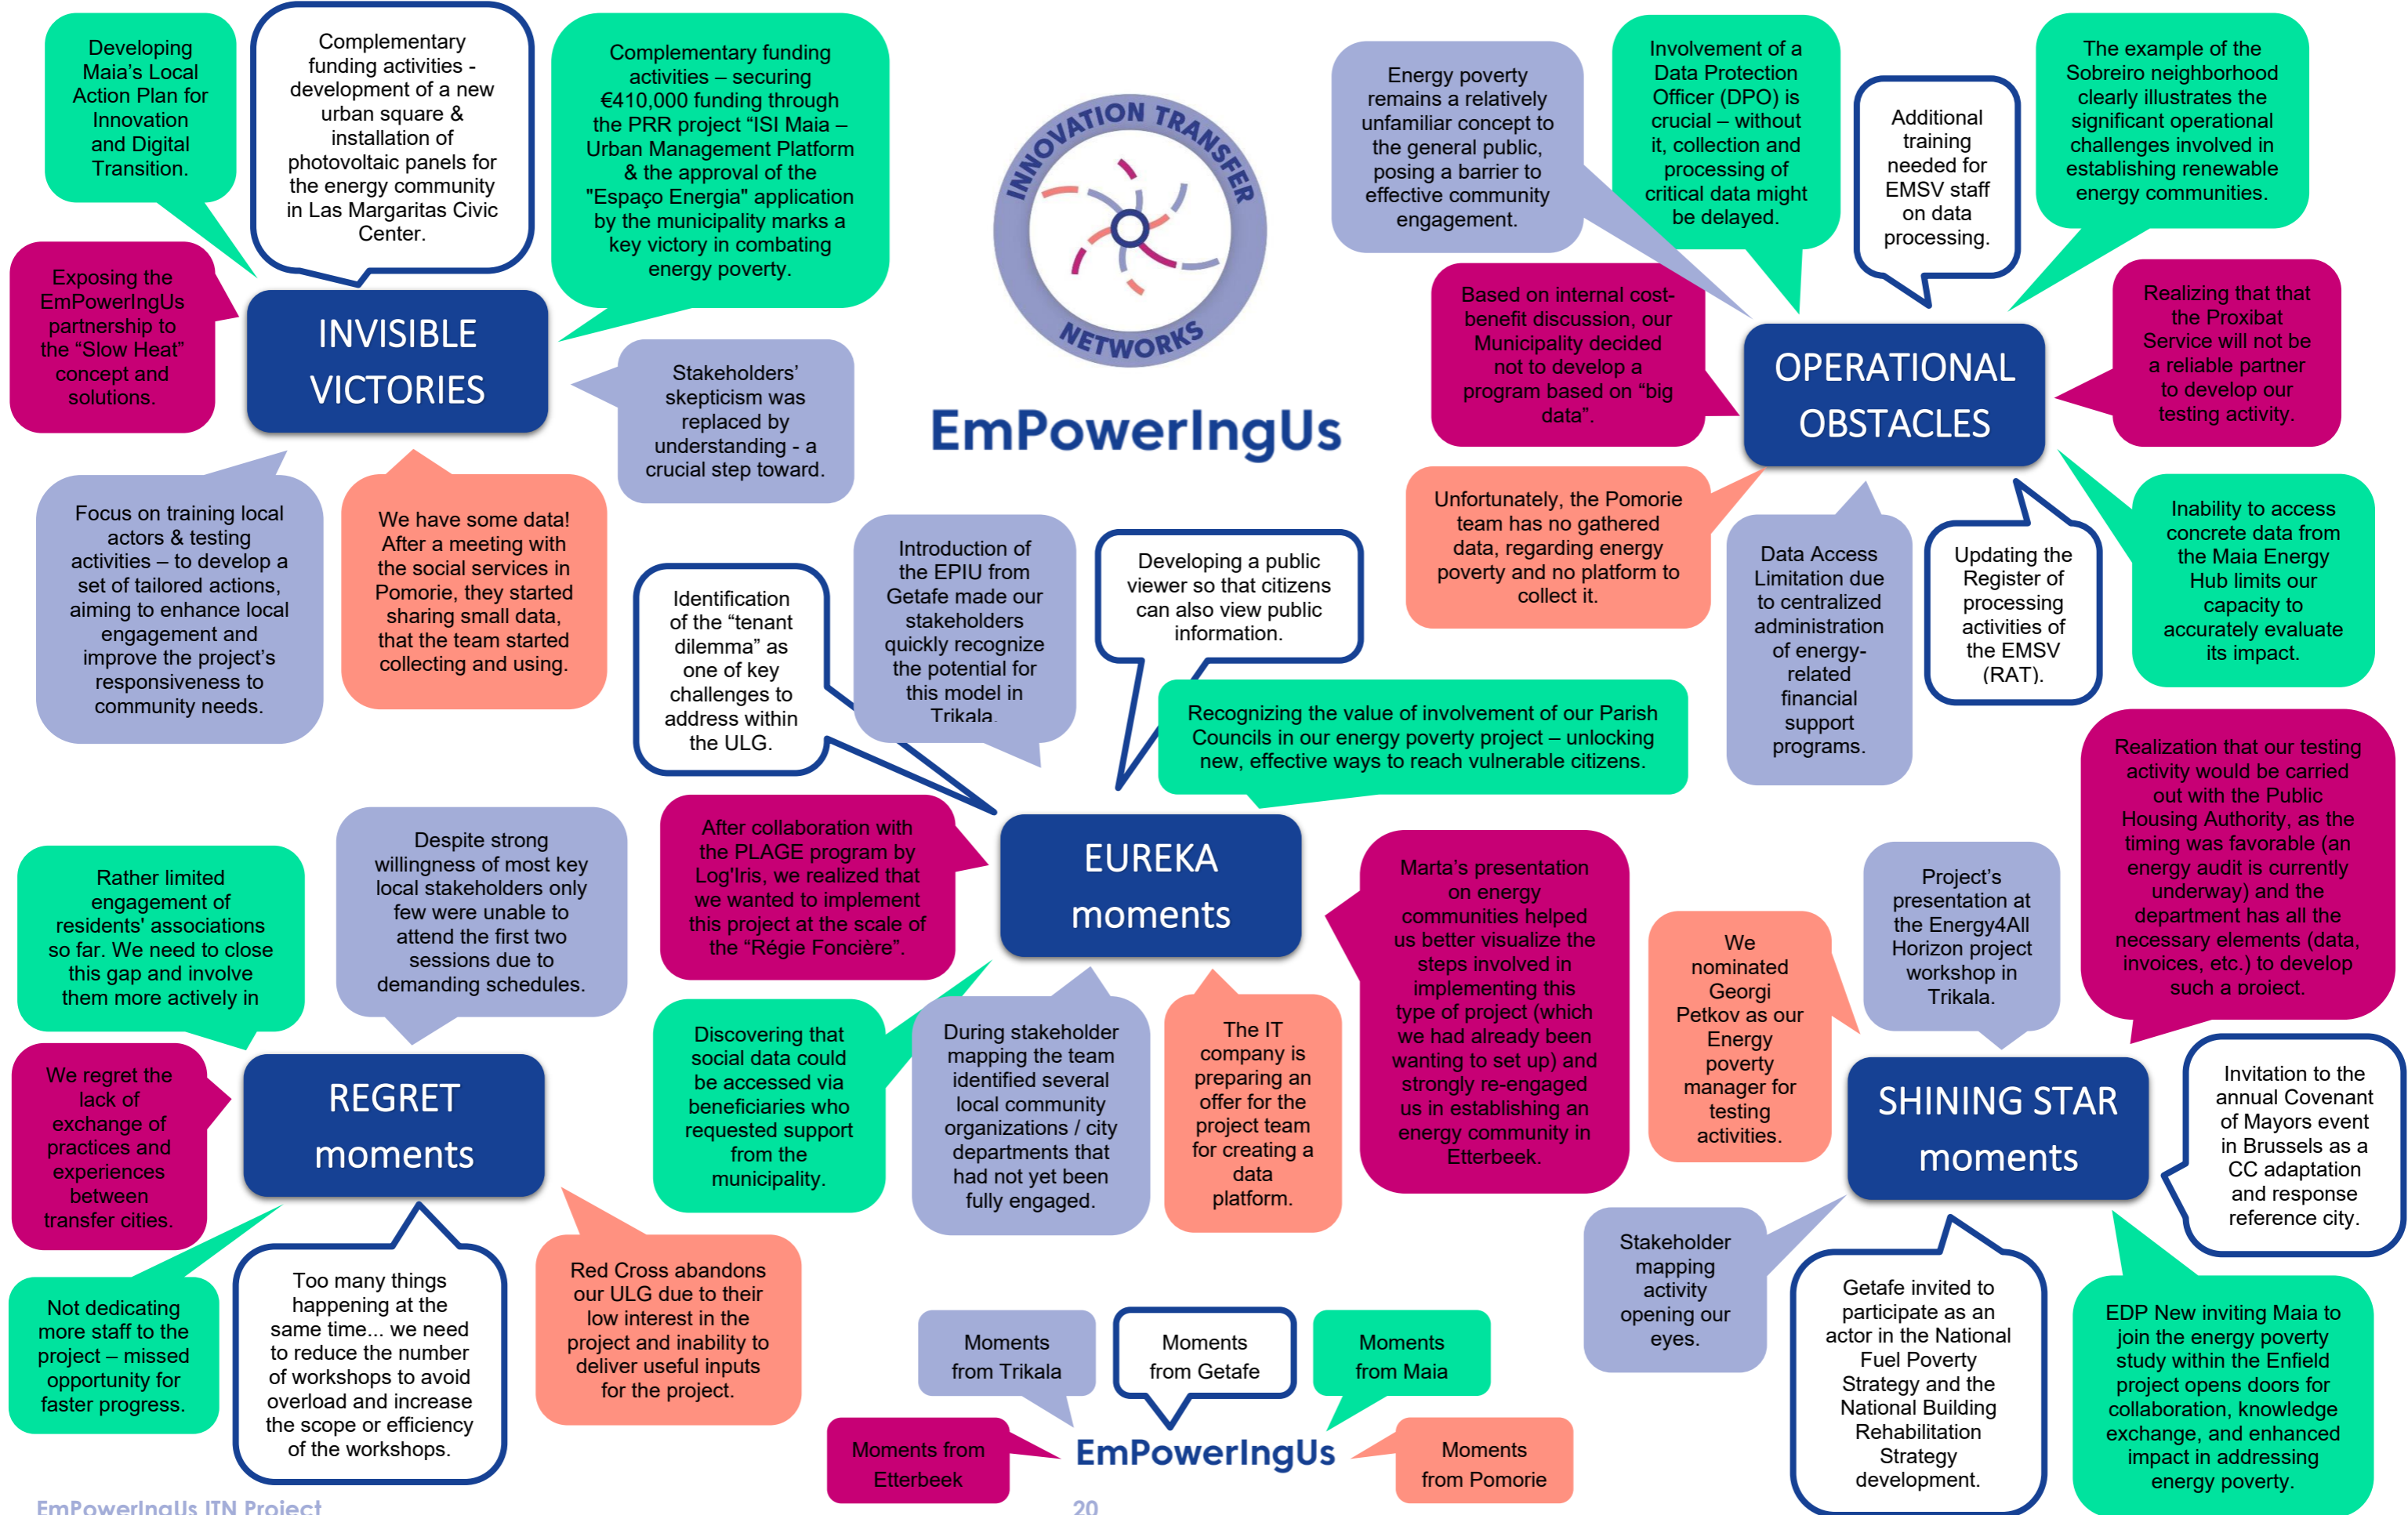 Developing
Maia's Local
Action Plan for
Innovation
and Digital
Transition.
Complementary
funding activities -
development of a new
urban square &
installation of
photovoltaic panels for
the energy community
in Las Margaritas Civic
Center.
Complementary funding
activities – securing
€410,000 funding through
the PRR project "ISI Maia –
Urban Management Platform
& the approval of the
"Espaço Energia" application
by the municipality marks a
key victory in combating
energy poverty.
Exposing the
EmPowerIngUs
partnership to
the "Slow Heat"
concept and
solutions.
INVISIBLE
VICTORIES
Stakeholders'
skepticism was
replaced by
understanding - a
crucial step toward.
Focus on training local
actors & testing
activities – to develop a
set of tailored actions,
aiming to enhance local
engagement and
improve the project's
responsiveness to
community needs.
We have some data!
After a meeting with
the social services in
Pomorie, they started
sharing small data,
that the team started
collecting and using.
INNOVATION TRANSFER
NETWORKS
EmPowerIngUs
Energy poverty
remains a relatively
unfamiliar concept to
the general public,
posing a barrier to
effective community
engagement.
Involvement of a
Data Protection
Officer (DPO) is
crucial – without
it, collection and
processing of
critical data might
be delayed.
Additional
training
needed for
EMSV staff
on data
processing.
The example of the
Sobreiro neighborhood
clearly illustrates the
significant operational
challenges involved in
establishing renewable
energy communities.
Based on internal cost-
benefit discussion, our
Municipality decided
not to develop a
program based on "big
data".
OPERATIONAL
OBSTACLES
Realizing that that
the Proxibat
Service will not be
a reliable partner
to develop our
testing activity.
Unfortunately, the Pomorie
team has no gathered
data, regarding energy
poverty and no platform to
collect it.
Data Access
Limitation due
to centralized
administration
of energy-
related
financial
support
programs.
Updating the
Register of
processing
activities of
the EMSV
(RAT).
Inability to access
concrete data from
the Maia Energy
Hub limits our
capacity to
accurately evaluate
its impact.
Identification
of the "tenant
dilemma" as
one of key
challenges to
address within
the ULG.
Introduction of
the EPIU from
Getafe made our
stakeholders
quickly recognize
the potential for
this model in
Trikala.
Developing a public
viewer so that citizens
can also view public
information.
Recognizing the value of involvement of our Parish
Councils in our energy poverty project – unlocking
new, effective ways to reach vulnerable citizens.
After collaboration with
the PLAGE program by
Log'Iris, we realized that
we wanted to implement
this project at the scale of
the "Régie Foncière".
EUREKA
moments
Marta's presentation
on energy
communities helped
us better visualize the
steps involved in
implementing this
type of project (which
we had already been
wanting to set up) and
strongly re-engaged
us in establishing an
energy community in
Etterbeek.
Discovering that
social data could
be accessed via
beneficiaries who
requested support
from the
municipality.
During stakeholder
mapping the team
identified several
local community
organizations / city
departments that
had not yet been
fully engaged.
The IT
company is
preparing an
offer for the
project team
for creating a
data
platform.
Rather limited
engagement of
residents' associations
so far. We need to close
this gap and involve
them more actively in
Despite strong
willingness of most key
local stakeholders only
few were unable to
attend the first two
sessions due to
demanding schedules.
We regret the
lack of
exchange of
practices and
experiences
between
transfer cities.
REGRET
moments
Not dedicating
more staff to the
project – missed
opportunity for
faster progress.
Too many things
happening at the
same time... we need
to reduce the number
of workshops to avoid
overload and increase
the scope or efficiency
of the workshops.
Red Cross abandons
our ULG due to their
low interest in the
project and inability to
deliver useful inputs
for the project.
We
nominated
Georgi
Petkov as our
Energy
poverty
manager for
testing
activities.
Project's
presentation at
the Energy4All
Horizon project
workshop in
Trikala.
Realization that our testing
activity would be carried
out with the Public
Housing Authority, as the
timing was favorable (an
energy audit is currently
underway) and the
department has all the
necessary elements (data,
invoices, etc.) to develop
such a project.
SHINING STAR
moments
Invitation to the
annual Covenant
of Mayors event
in Brussels as a
CC adaptation
and response
reference city.
Stakeholder
mapping
activity
opening our
eyes.
Getafe invited to
participate as an
actor in the National
Fuel Poverty
Strategy and the
National Building
Rehabilitation
Strategy
development.
EDP New inviting Maia to
join the energy poverty
study within the Enfield
project opens doors for
collaboration, knowledge
exchange, and enhanced
impact in addressing
energy poverty.
Moments
from Trikala
Moments
from Getafe
Moments
from Maia
Moments from
Etterbeek
EmPowerIngUs
Moments
from Pomorie
EmPowerIngUs ITN Project
20